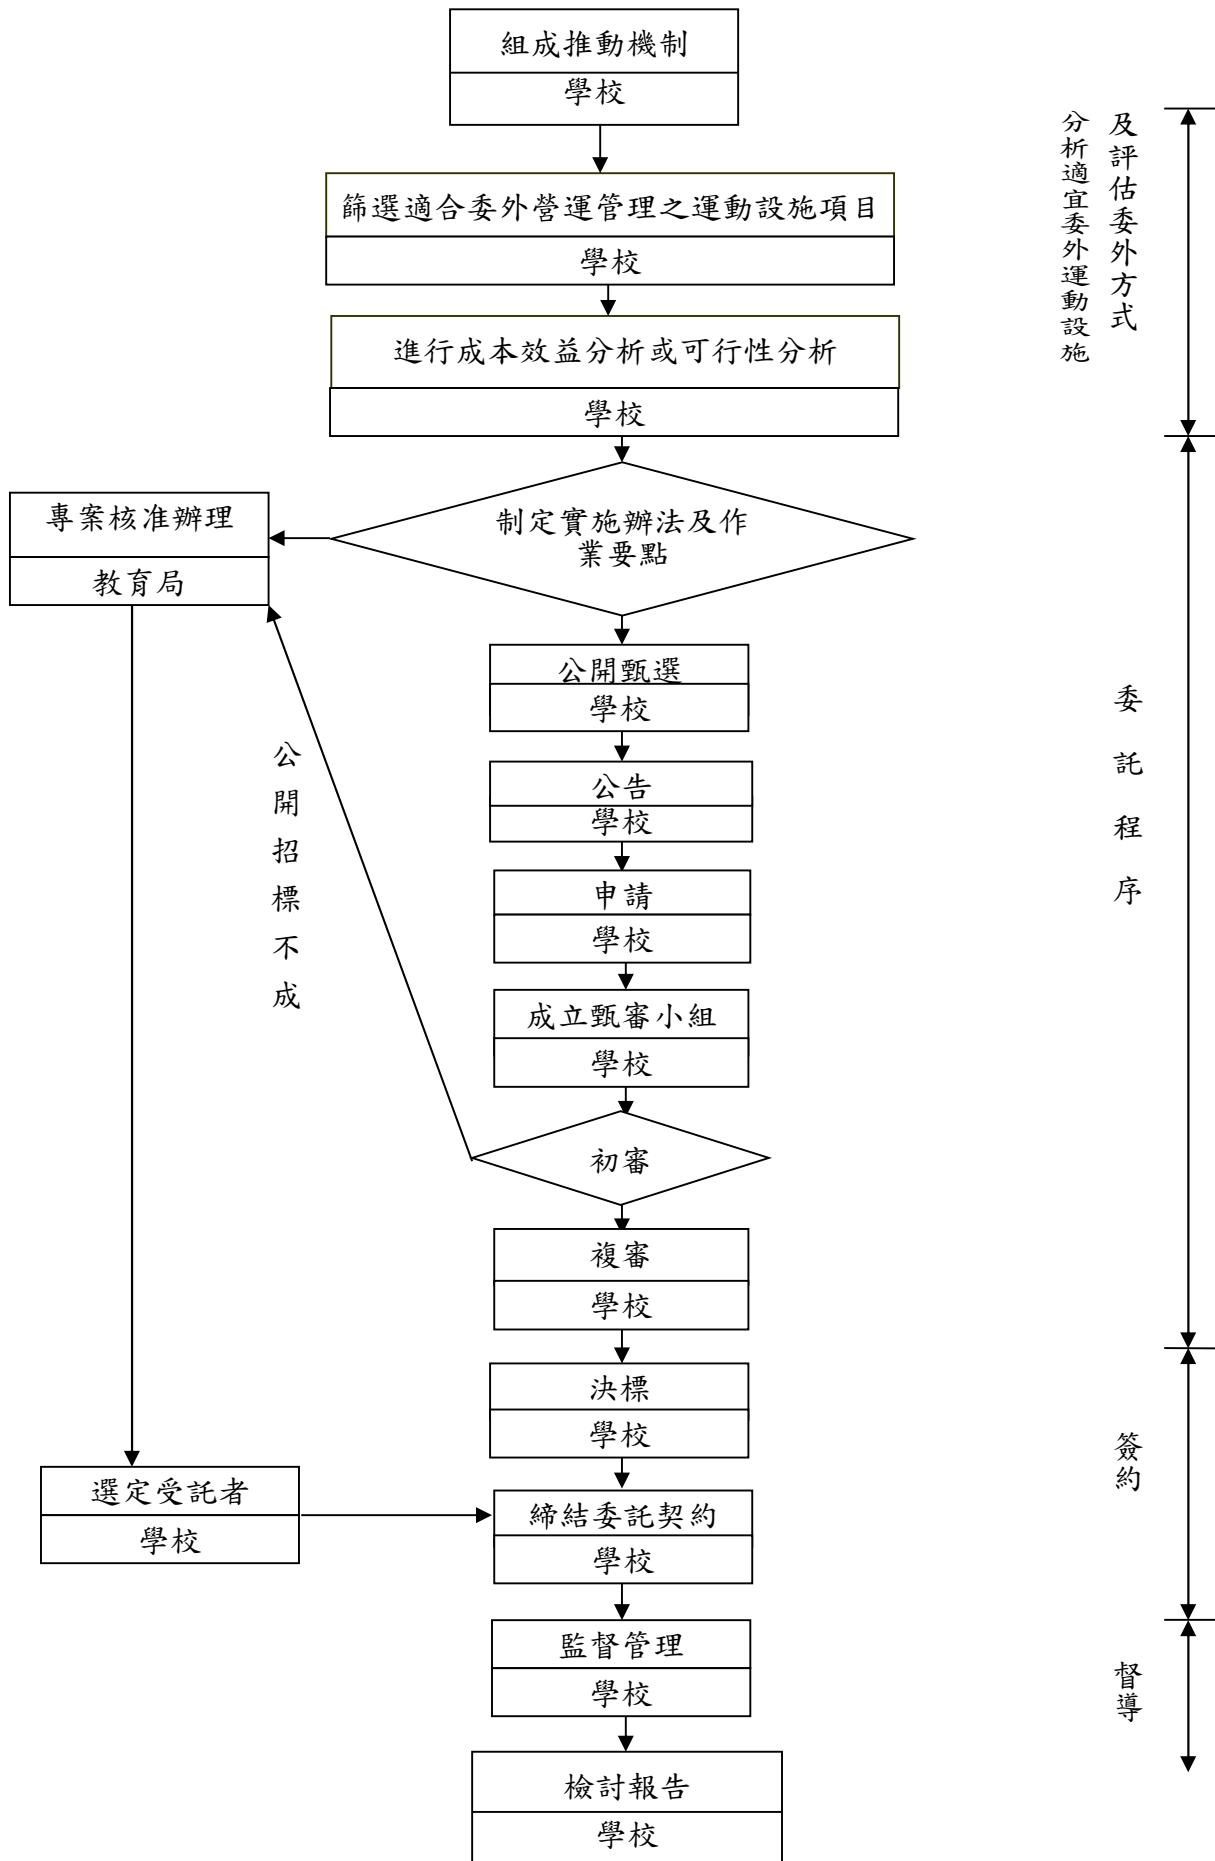 組成推動機制
學校
篩選適合委外營運管理之運動設施項目
學校
進行成本效益分析或可行性分析
學校
分析適宜委外運動設施
及評估委外方式
制定實施辦法及作
業要點
專案核准辦理
教育局
公開甄選
學校
公告
學校
申請
學校
成立甄審小組
學校
公開招標不成
委託程序
初審
複審
學校
決標
學校
選定受託者
學校
締結委託契約
學校
簽約
監督管理
學校
督導
檢討報告
學校